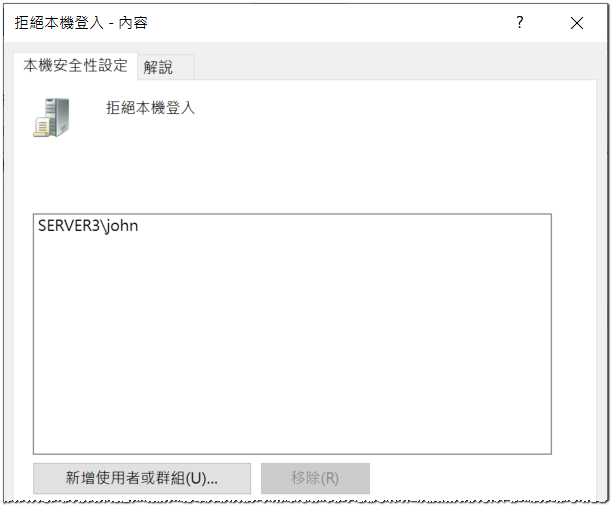 拒絕本機登入 - 內容
?
本機安全性設定
解說
拒絕本機登入
SERVER3\john
新增使用者或群組(U)...
移除(R)